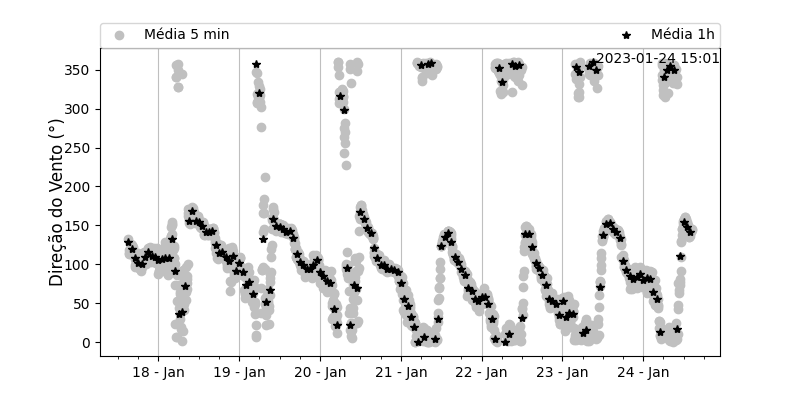 Média 5 min
Média 1h
2023-01-24 15:01
Direção do Vento (°)
350
300
250
200
150
100
50
0
18 - Jan
19 - Jan
20 - Jan
21 - Jan
22 - Jan
23 - Jan
24 - Jan